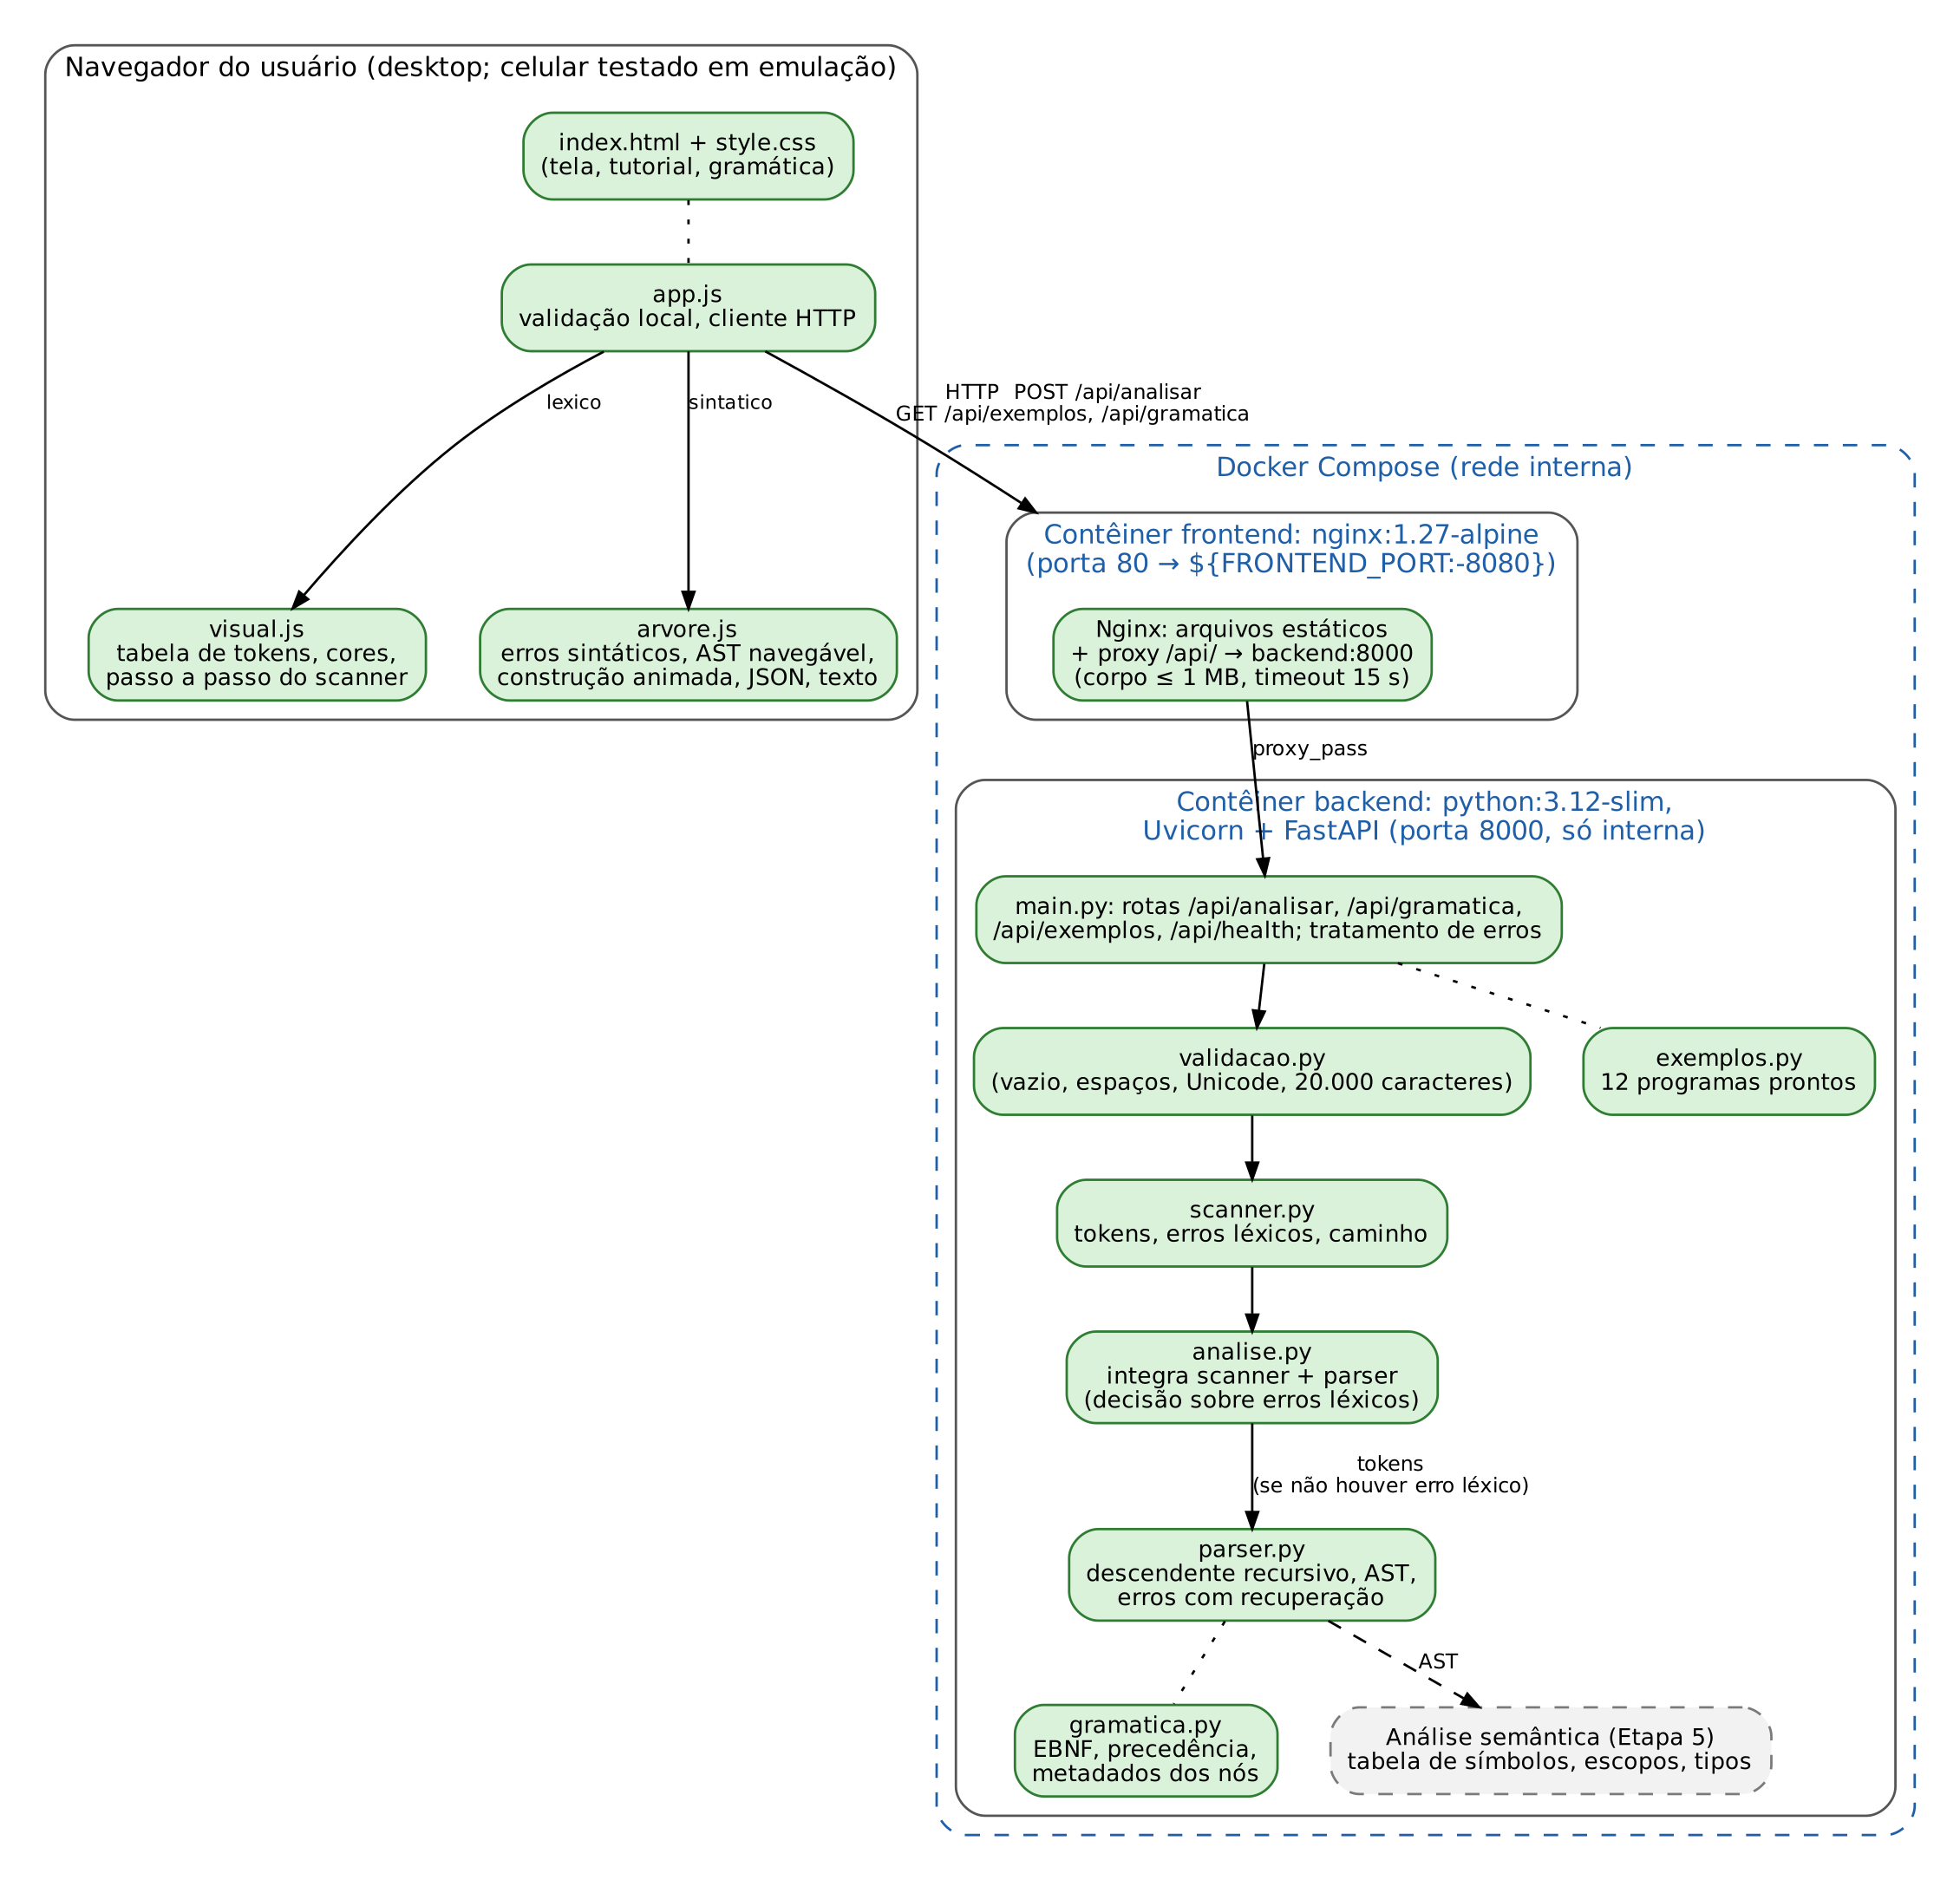 Navegador do usuário (desktop; celular testado em emulação)
index.html + style.css
(tela, tutorial, gramática)
app.js
validação local, cliente HTTP
lexico
sintatico
HTTP  POST /api/analisar
GET /api/exemplos, /api/gramatica
visual.js
tabela de tokens, cores,
passo a passo do scanner
arvore.js
erros sintáticos, AST navegável,
construção animada, JSON, texto
Docker Compose (rede interna)
Contêiner frontend: nginx:1.27-alpine
(porta 80 → ${FRONTEND_PORT:-8080})
Nginx: arquivos estáticos
+ proxy /api/ → backend:8000
(corpo ≤ 1 MB, timeout 15 s)
proxy_pass
Contêiner backend: python:3.12-slim,
Uvicorn + FastAPI (porta 8000, só interna)
main.py: rotas /api/analisar, /api/gramatica,
/api/exemplos, /api/health; tratamento de erros
validacao.py
(vazio, espaços, Unicode, 20.000 caracteres)
exemplos.py
12 programas prontos
scanner.py
tokens, erros léxicos, caminho
analise.py
integra scanner + parser
(decisão sobre erros léxicos)
tokens
(se não houver erro léxico)
parser.py
descendente recursivo, AST,
erros com recuperação
AST
gramatica.py
EBNF, precedência,
metadados dos nós
Análise semântica (Etapa 5)
tabela de símbolos, escopos, tipos